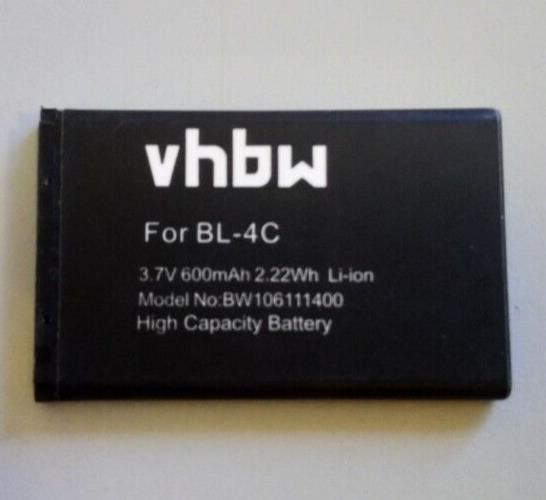 vhbw
For BL-4C
3.7V 600mAh 2.22Wh Li-ion
Model No:BW106111400
High Capacity Battery